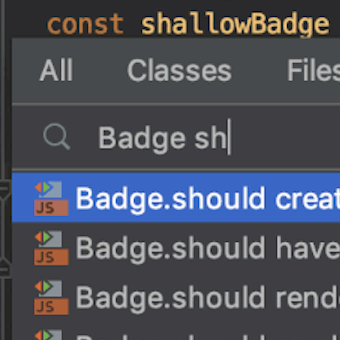 const shallowBadge
All Classes Files
Badge sh
JS Badge.should creat
JS Badge.should have
JS Badge.should rend